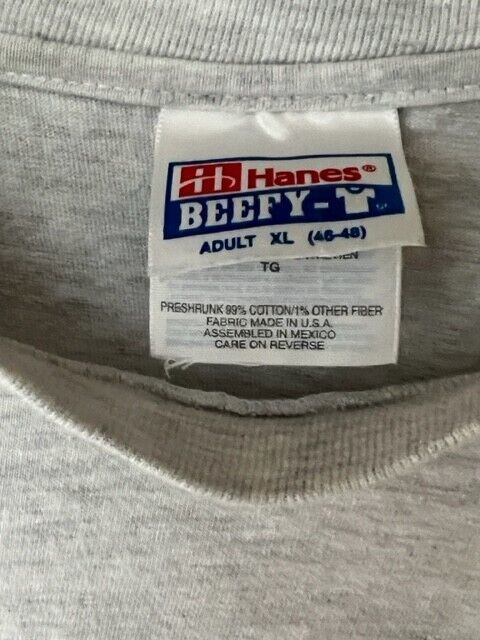 Hanes®
BEEFY-T
ADULT XL (46-48)
TG
PRESHRUNK 99% COTTON/1% OTHER FIBER
FABRIC MADE IN U.S.A.
ASSEMBLED IN MEXICO
CARE ON REVERSE